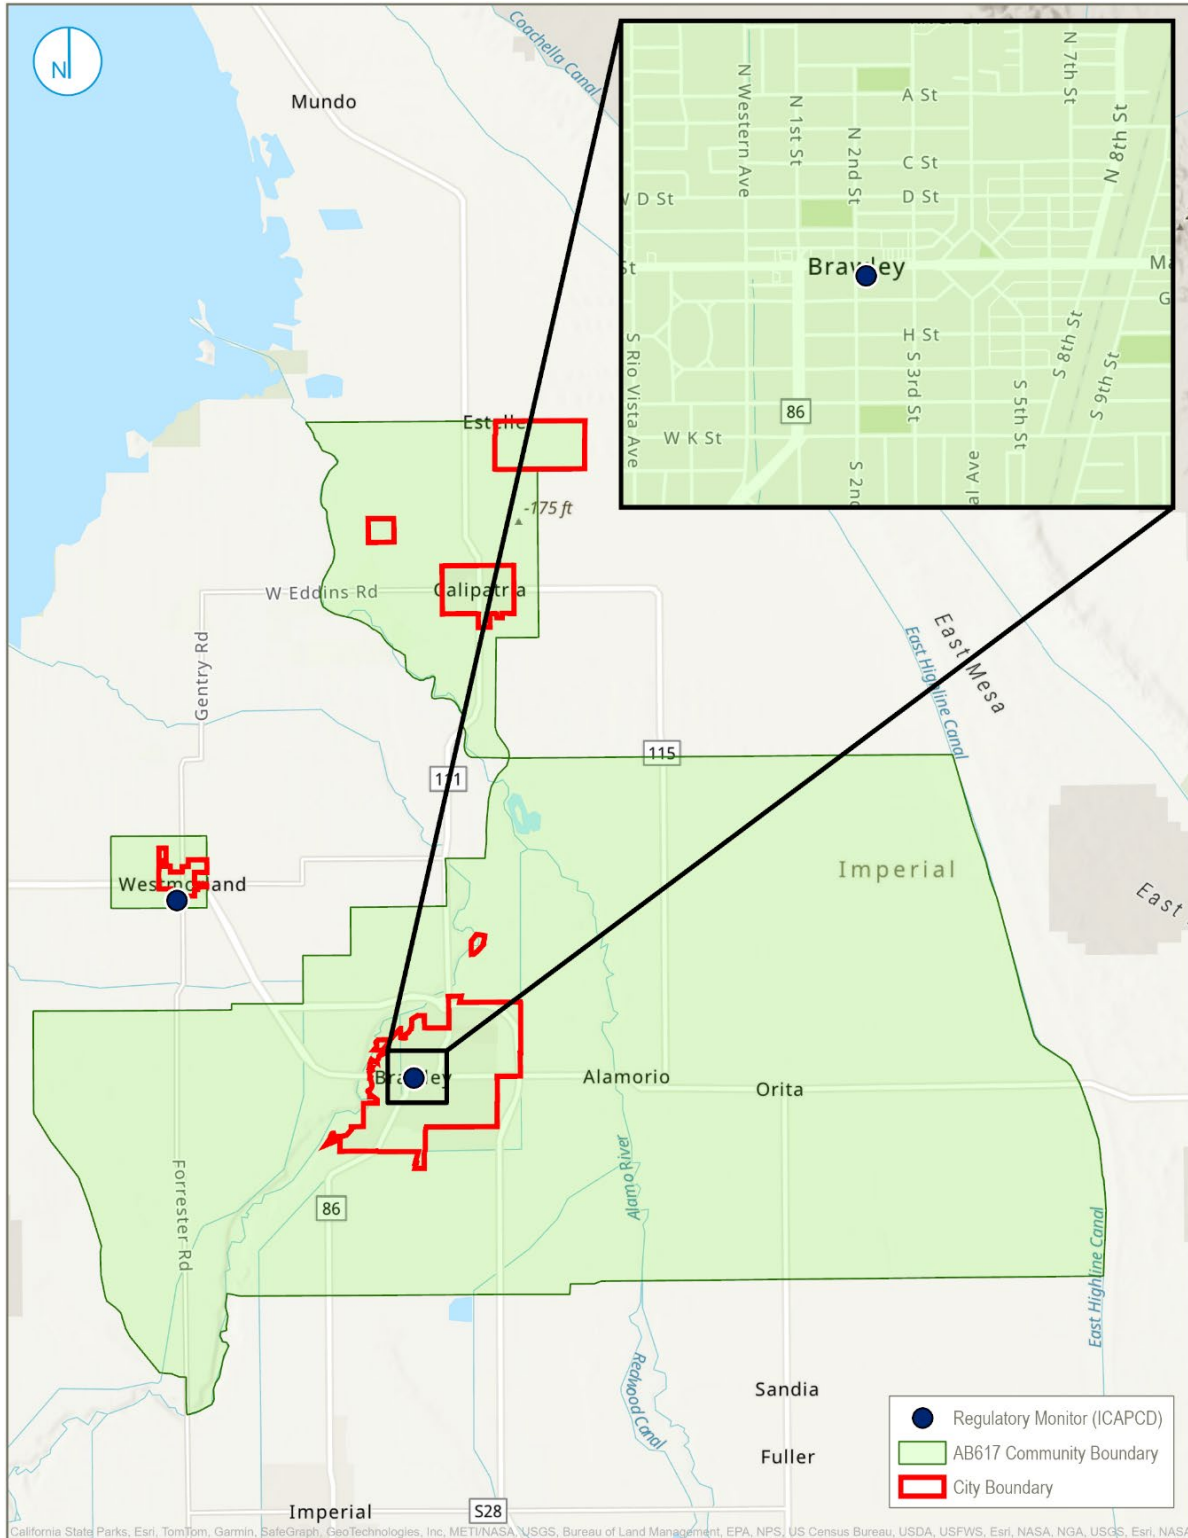 N
Mundo
Coachella Canal
N Western Ave
N 1st St
N 2nd St
N 7th St
N 8th St
A St
C St
D St
W D St
St
Brawley
H St
S Rio Vista Ave
S 3rd St
S 5th St
S 8th St
S 9th St
86
W K St
Estelle
-175 ft
W Eddins Rd
Calipatria
Gentry Rd
East Highline Canal
East Mesa
115
111
Imperial
East
Westmorland
Brawley
Alamorio
Orita
Forrester Rd
86
Alamo River
East Highline Canal
Redwood Canal
Sandia
Fuller
Imperial
S28
Regulatory Monitor (ICAPCD)
AB617 Community Boundary
City Boundary
California State Parks, Esri, TomTom, Garmin, SafeGraph, GeoTechnologies, Inc, METI/NASA, USGS, Bureau of Land Management, EPA, NPS, US Census Bureau, USDA, USFWS, Esri, NASA, NGA, USGS, Esri, NASA